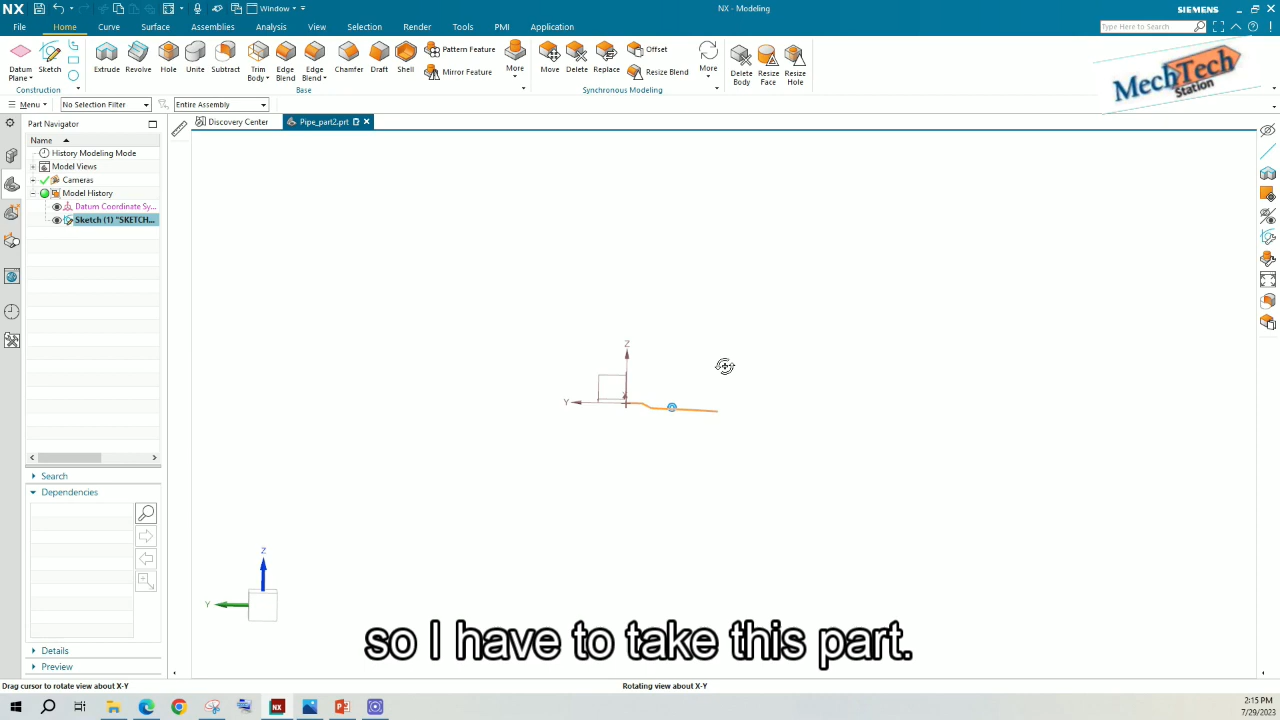 NX
Window
NX - Modeling
SIEMENS
File
Home
Curve
Surface
Assemblies
Analysis
View
Selection
Render
Tools
PMI
Application
Type Here to Search
Datum
Plane
Sketch
Extrude
Revolve
Hole
Unite
Subtract
Trim
Body
Edge
Blend
Edge
Blend
Chamfer
Draft
Shell
Pattern Feature
Mirror Feature
More
Move
Delete
Replace
Offset
Resize Blend
More
Delete
Body
Resize
Face
Resize
Hole
Construction
Base
Synchronous Modeling
MechTech
Station
Menu
No Selection Filter
Entire Assembly
Part Navigator
Discovery Center
Pipe_part2.prt
Name
History Modeling Mode
Model Views
Cameras
Model History
Datum Coordinate Sy...
Sketch (1) "SKETCH...
Z
Y
Search
Dependencies
Z
Y
Details
Preview
so I have to take this part.
Drag cursor to rotate view about X-Y
Rotating view about X-Y
2:15 PM
7/29/2023